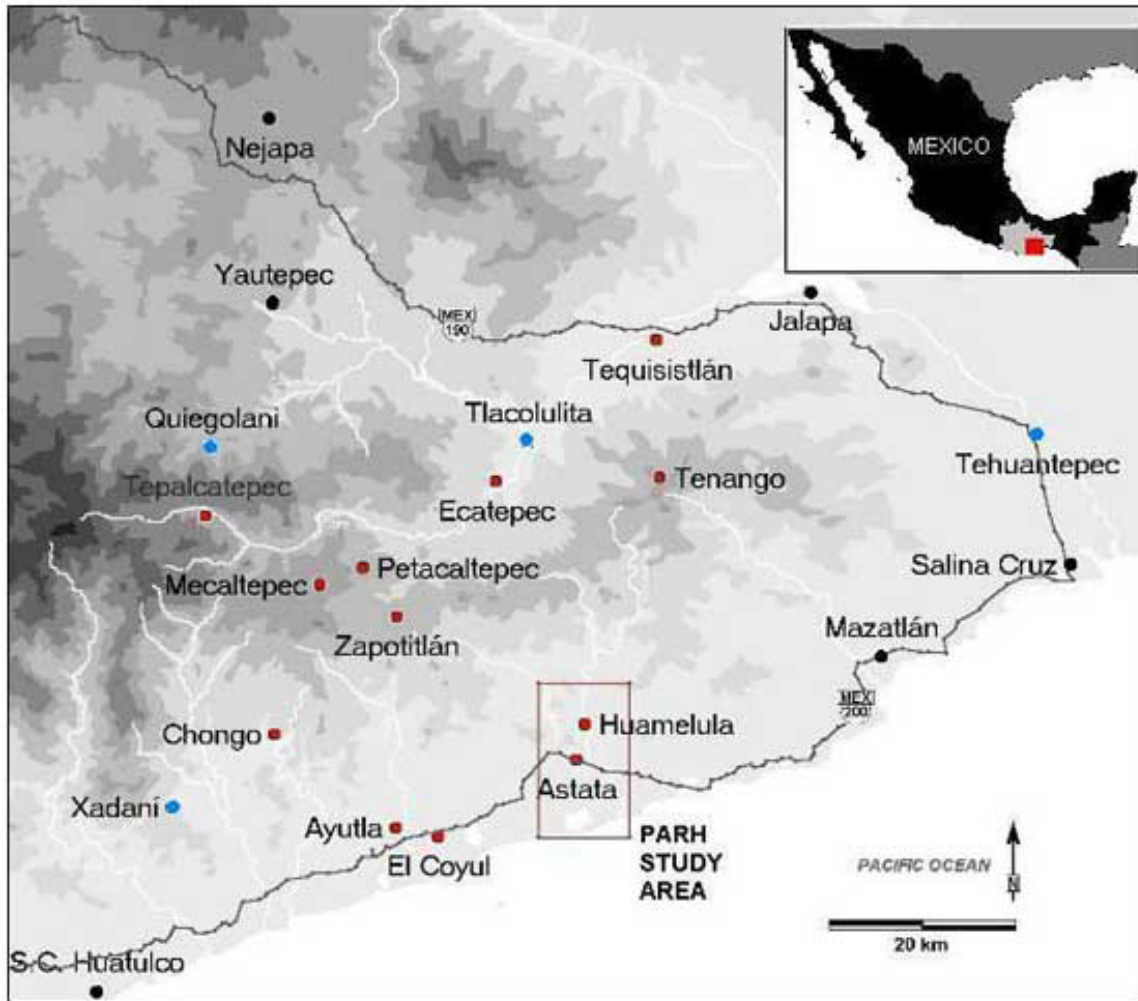 Nejapa
MEXICO
Yautepec
MEX
190
Jalapa
Tequisistlán
Quiegolani
Tlacolulita
Tehuantepec
Tepalcatepec
Tenango
Ecatepec
Salina Cruz
Petacaltepec
Mecaltepec
Zapotitlán
Mazatlán
MEX
200
Chongo
Huamelula
Astata
Xadaní
Ayutla
El Coyul
PARH
STUDY
AREA
PACIFIC OCEAN
N
20 km
S.C. Huatulco